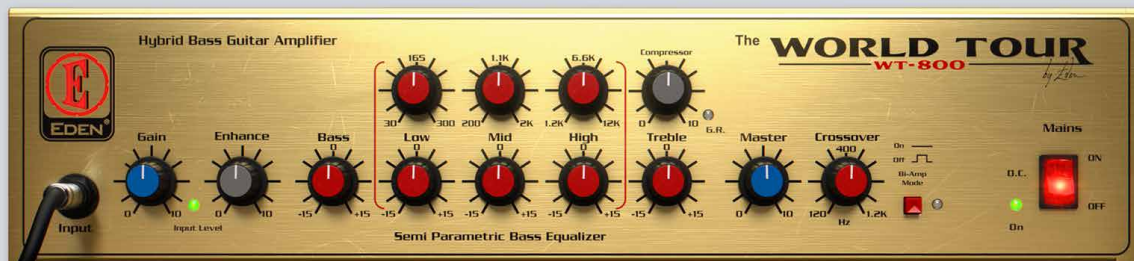 Hybrid Bass Guitar Amplifier
The WORLD TOUR
WT-800
by Eden
E
EDEN®
165
30 300
1.1K
200 2K
6.6K
1.2K 12K
Compressor
0 10
G.R.
Gain
0 10
Input Level
Enhance
0 10
Bass
0
-15 +15
Low
0
-15 +15
Mid
0
-15 +15
High
0
-15 +15
Treble
0
-15 +15
Master
0 10
Crossover
400
120 1.2K
Hz
On
Off
Bi-Amp
Mode
Mains
ON
OFF
D.C.
On
Input
Semi Parametric Bass Equalizer